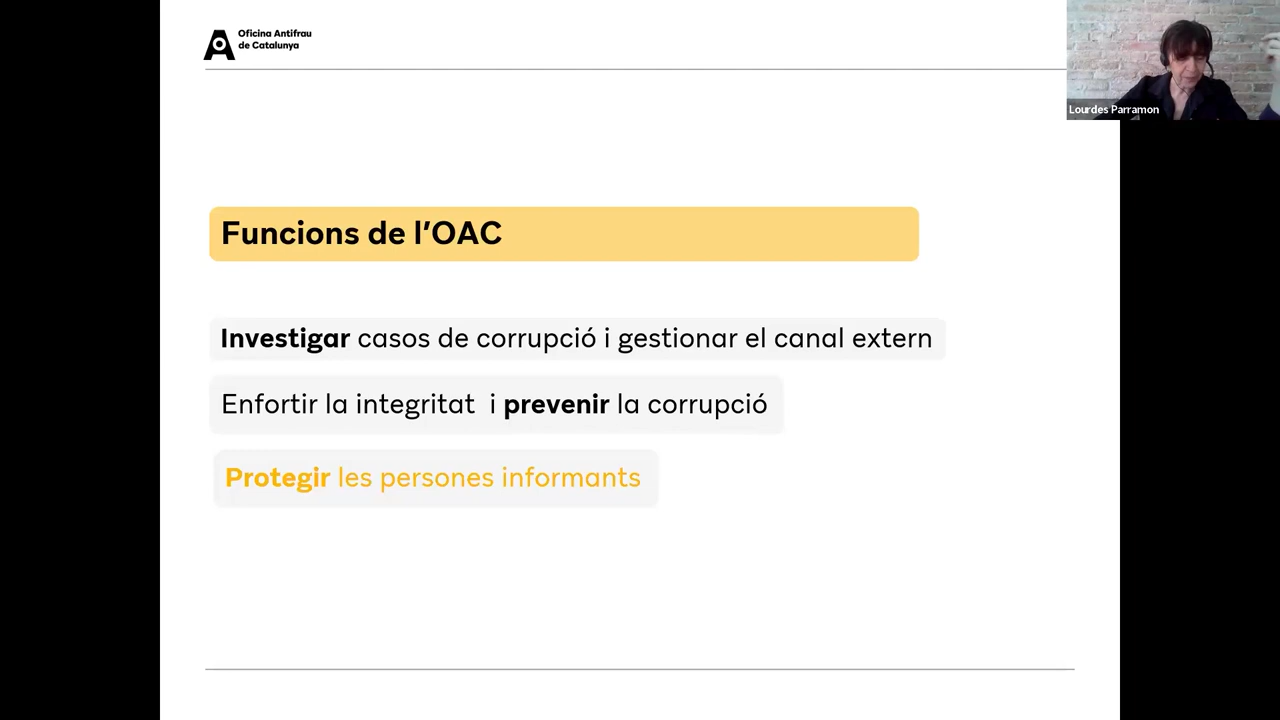 Oficina Antifrau
de Catalunya
Lourdes Parramon
Funcions de l’OAC
Investigar casos de corrupció i gestionar el canal extern
Enfortir la integritat i prevenir la corrupció
Protegir les persones informants